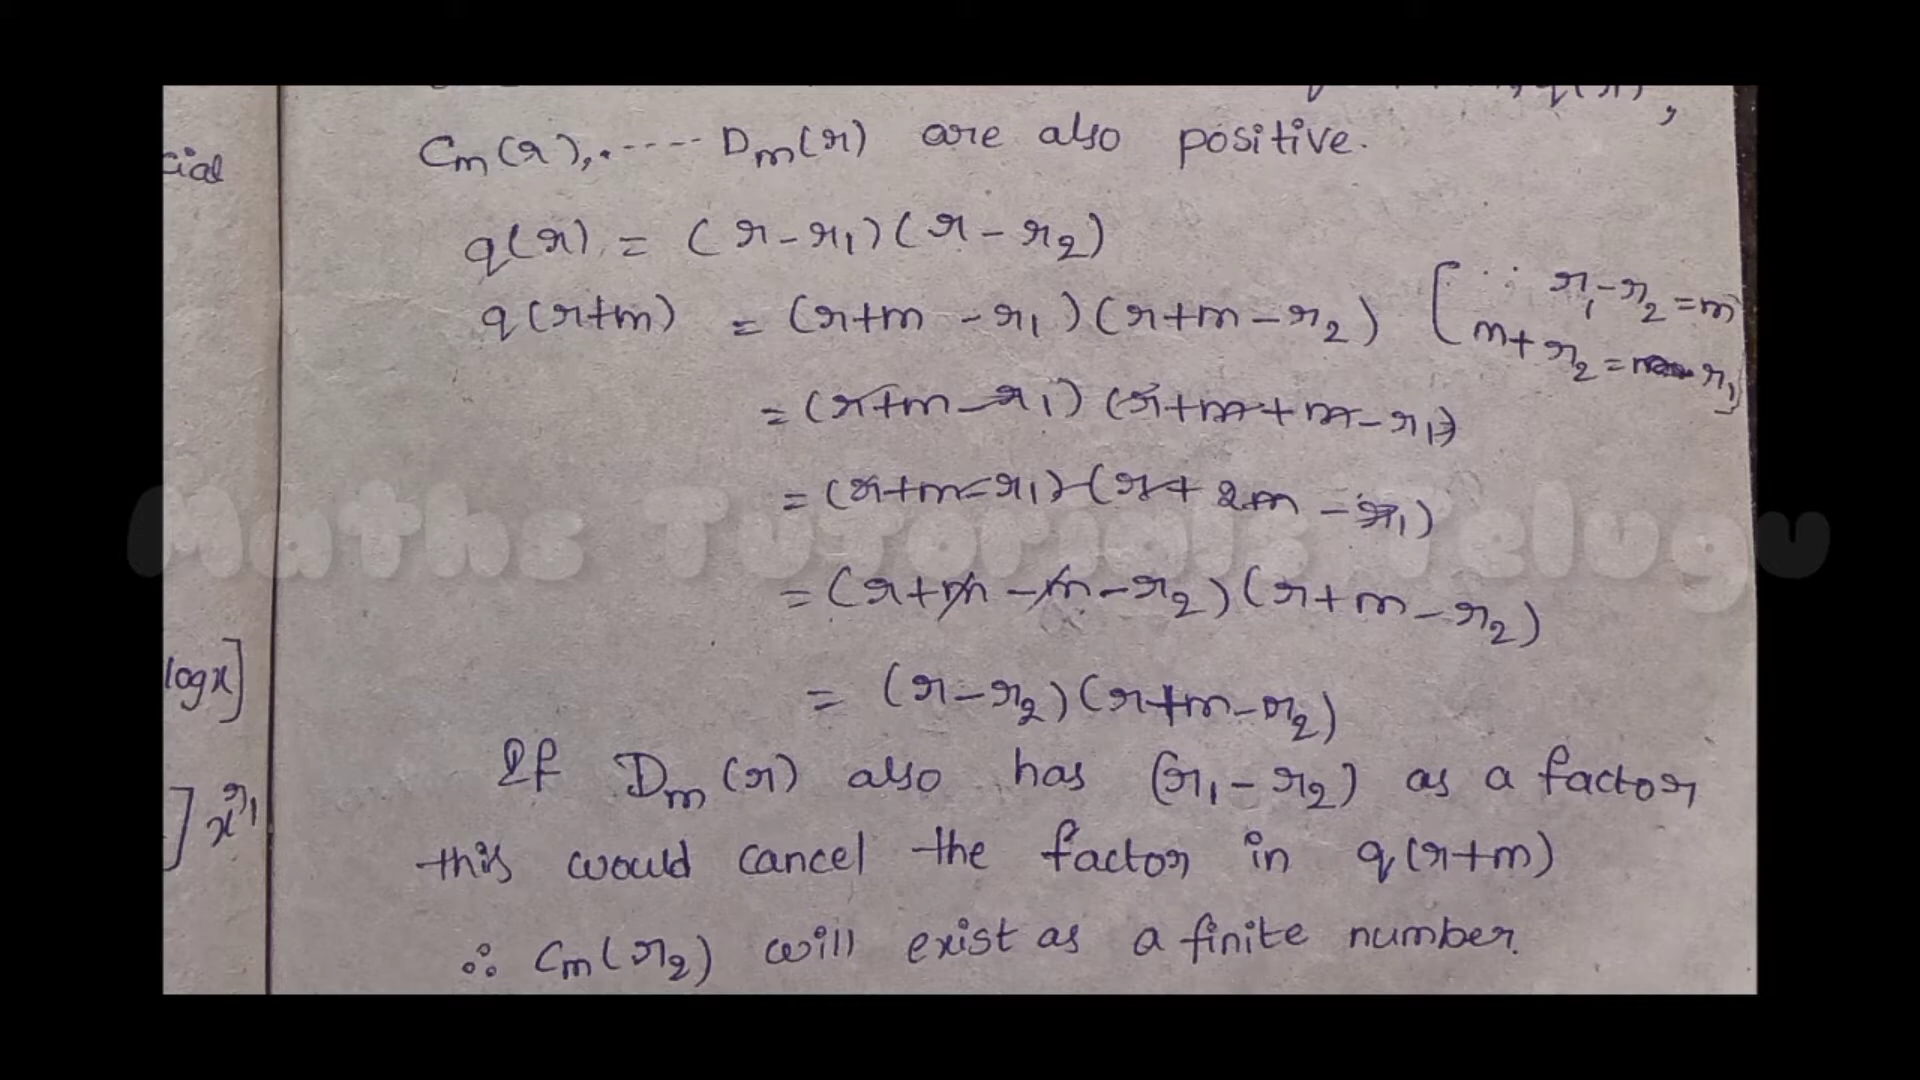 cial
logx]
] x^r₁
Cm(r),.---- Dm(r) are also positive.
q(r) = (r-r₁)(r-r₂)
q(r+m) = (r+m-r₁)(r+m-r₂) [∵ r₁-r₂=m
m+r₂= r₁]
= (r+m-r₁)(r+m+m-r₁)
= (r+m-r₁)(r+2m-r₁)
= (r+m-m-r₂)(r+m-r₂)
= (r-r₂)(r+m-r₂)
If Dm(r) also has (r₁-r₂) as a factor
this would cancel the factor in q(r+m)
∴ Cm(r₂) will exist as a finite number.
Maths Tutorials Telugu